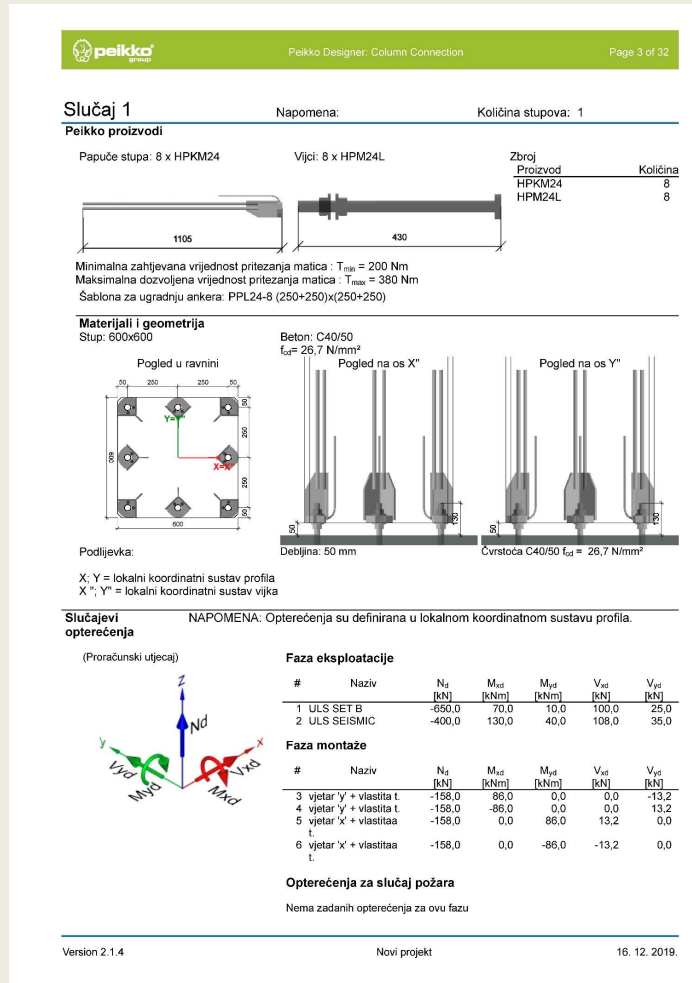 peikko group
Peikko Designer: Column Connection
Page 3 of 32
Slučaj 1
Napomena:
Količina stupova: 1
Peikko proizvodi
Papuče stupa: 8 x HPKM24
Vijci: 8 x HPM24L
Zbroj
Proizvod Količina
HPKM24 8
HPM24L 8
1105
430
Minimalna zahtjevana vrijednost pritezanja matica : Tmin = 200 Nm
Maksimalna dozvoljena vrijednost pritezanja matica : Tmax = 380 Nm
Šablona za ugradnju ankera: PPL24-8 (250+250)x(250+250)
Materijali i geometrija
Stup: 600x600
Beton: C40/50
fcd= 26,7 N/mm²
Pogled u ravnini
Pogled na os X"
Pogled na os Y"
50 250 250 50
50
250
250
50
600
600
Y=Y"
X=X"
50
130
50
130
Podlijevka:
Debljina: 50 mm
Čvrstoća C40/50 fcd = 26,7 N/mm²
X; Y = lokalni koordinatni sustav profila
X "; Y" = lokalni koordinatni sustav vijka
Slučajevi opterećenja
NAPOMENA: Opterećenja su definirana u lokalnom koordinatnom sustavu profila.
(Proračunski utjecaj)
z
Nd
y
x
Vyd
Myd
Mxd
Vxd
Faza eksploatacije
# Naziv Nd Mxd Myd Vxd Vyd
[kN] [kNm] [kNm] [kN] [kN]
1 ULS SET B -650,0 70,0 10,0 100,0 25,0
2 ULS SEISMIC -400,0 130,0 40,0 108,0 35,0
Faza montaže
# Naziv Nd Mxd Myd Vxd Vyd
[kN] [kNm] [kNm] [kN] [kN]
3 vjetar 'y' + vlastita t. -158,0 86,0 0,0 0,0 -13,2
4 vjetar 'y' + vlastita t. -158,0 -86,0 0,0 0,0 13,2
5 vjetar 'x' + vlastitaa t. -158,0 0,0 86,0 13,2 0,0
6 vjetar 'x' + vlastitaa t. -158,0 0,0 -86,0 -13,2 0,0
Opterećenja za slučaj požara
Nema zadanih opterećenja za ovu fazu
Version 2.1.4
Novi projekt
16. 12. 2019.